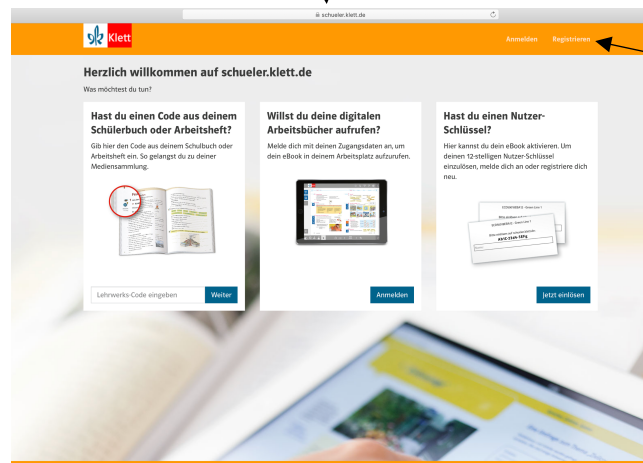 schueler.klett.de
Klett
Anmelden Registrieren
Herzlich willkommen auf schueler.klett.de
Was möchtest du tun?
Hast du einen Code aus deinem
Schülerbuch oder Arbeitsheft?
Gib hier den Code aus deinem Schulbuch oder
Arbeitsheft ein. So gelangst du zu deiner
Mediensammlung.
Lehrwerks-Code eingeben
Weiter
Willst du deine digitalen
Arbeitsbücher aufrufen?
Melde dich mit deinen Zugangsdaten an, um
dein eBook in deinem Arbeitsplatz aufzurufen.
Anmelden
Hast du einen Nutzer-
Schlüssel?
Hier kannst du dein eBook aktivieren. Um
deinen 12-stelligen Nutzer-Schlüssel
einzulösen, melde dich an oder registriere dich
neu.
Jetzt einlösen